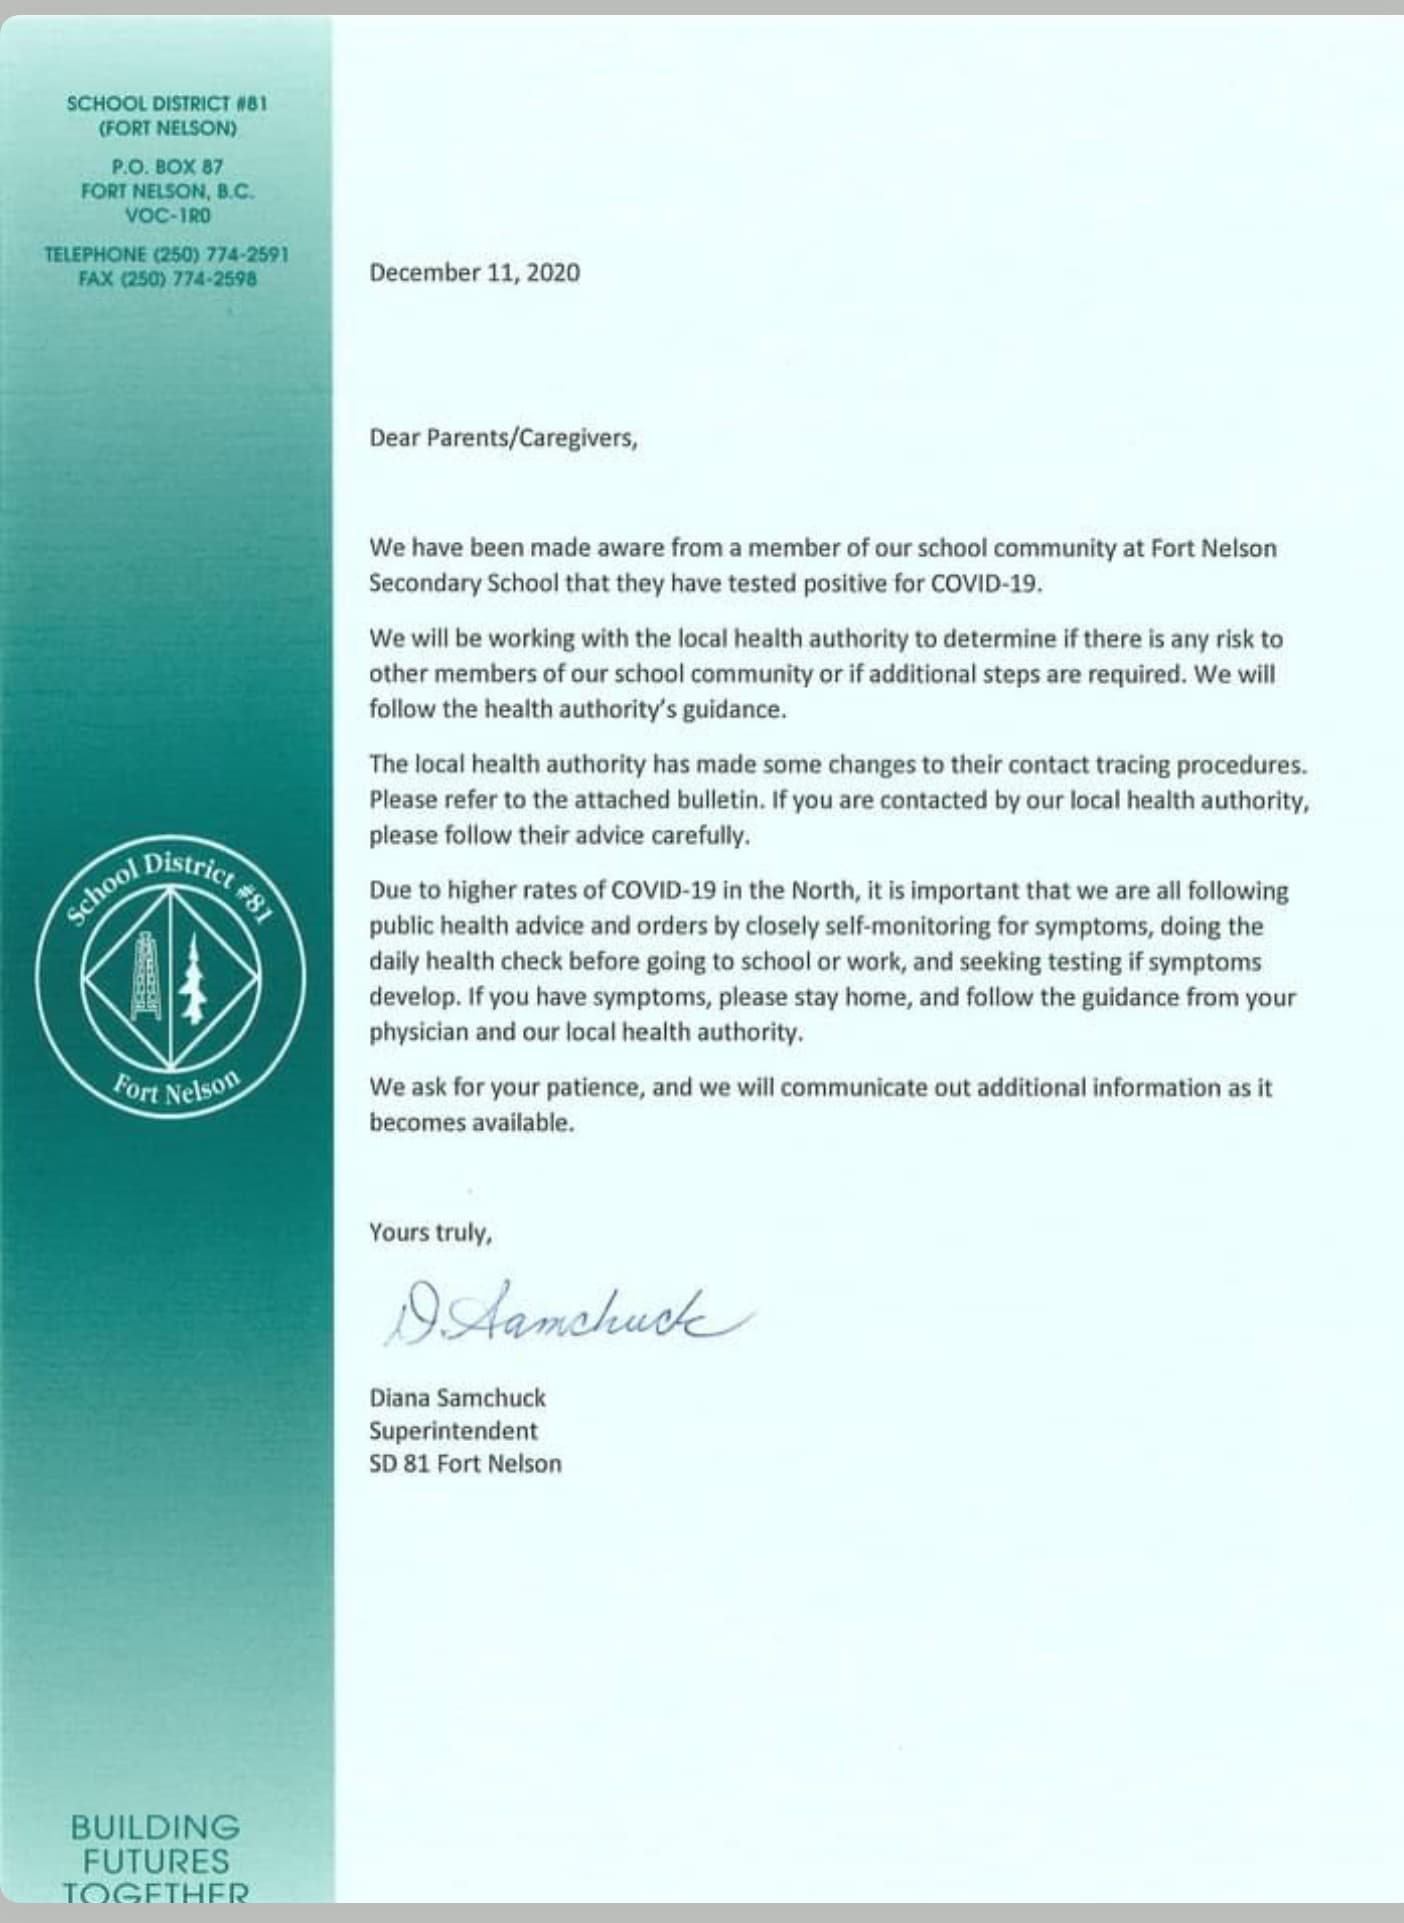 SCHOOL DISTRICT #81
(FORT NELSON)
P.O. BOX 87
FORT NELSON, B.C.
VOC-1R0
TELEPHONE (250) 774-2591
FAX (250) 774-2598
December 11, 2020
Dear Parents/Caregivers,
We have been made aware from a member of our school community at Fort Nelson
Secondary School that they have tested positive for COVID-19.
We will be working with the local health authority to determine if there is any risk to
other members of our school community or if additional steps are required. We will
follow the health authority's guidance.
The local health authority has made some changes to their contact tracing procedures.
Please refer to the attached bulletin. If you are contacted by our local health authority,
please follow their advice carefully.
Due to higher rates of COVID-19 in the North, it is important that we are all following
public health advice and orders by closely self-monitoring for symptoms, doing the
daily health check before going to school or work, and seeking testing if symptoms
develop. If you have symptoms, please stay home, and follow the guidance from your
physician and our local health authority.
We ask for your patience, and we will communicate out additional information as it
becomes available.
Yours truly,
D. Samchuck
Diana Samchuck
Superintendent
SD 81 Fort Nelson
School District #81
Fort Nelson
BUILDING
FUTURES
TOGETHER